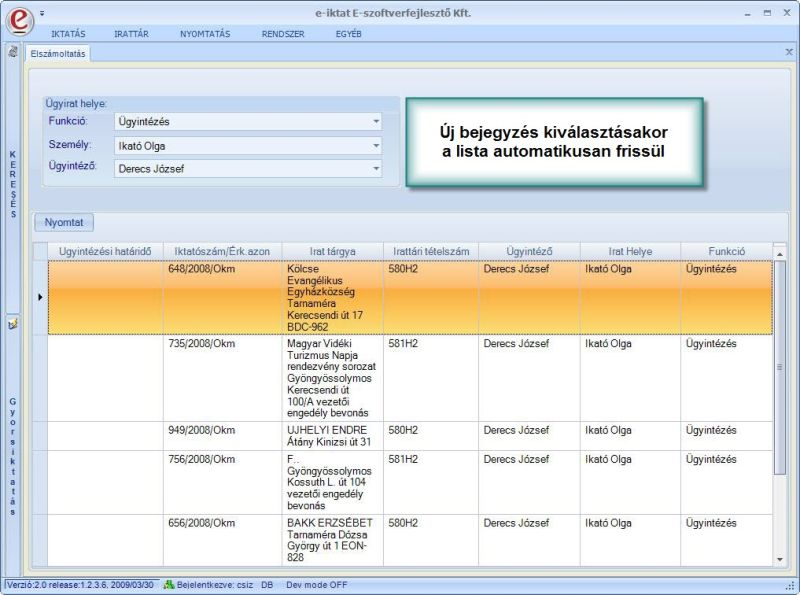 e-iktat E-szoftverfejlesztő Kft.
IKTATÁS IRATTÁR NYOMTATÁS RENDSZER EGYÉB
Elszámoltatás
KERESÉS
Gyorsiktatás
Ügyirat helye:
Funkció: Ügyintézés
Személy: Ikató Olga
Ügyintéző: Derecs József
Új bejegyzés kiválasztásakor
a lista automatikusan frissül
Nyomtat
Ugyintézési határidő Iktatószám/Érk.azon Irat tárgya Irattári tételszám Ügyintéző Irat Helye Funkció
648/2008/Okm Kölcse 580H2 Derecs József Ikató Olga Ügyintézés
Evangélikus
Egyházközség
Tarnaméra
Kerecsendi út 17
BDC-962
735/2008/Okm Magyar Vidéki 581H2 Derecs József Ikató Olga Ügyintézés
Turizmus Napja
rendezvény sorozat
Gyöngyössolymos
Kerecsendi út
100/A vezetői
engedély bevonás
949/2008/Okm UJHELYI ENDRE 580H2 Derecs József Ikató Olga Ügyintézés
Átány Kinizsi út 31
756/2008/Okm F.. 581H2 Derecs József Ikató Olga Ügyintézés
Gyöngyössolymos
Kossuth L. út 104
vezetői engedély
bevonás
656/2008/Okm BAKK ERZSÉBET 580H2 Derecs József Ikató Olga Ügyintézés
Tarnaméra Dózsa
György út 1 EON-
828
Verzió:2.0 release:1.2.3.6, 2009/03/30 Bejelentkezve: csiz DB Dev mode OFF